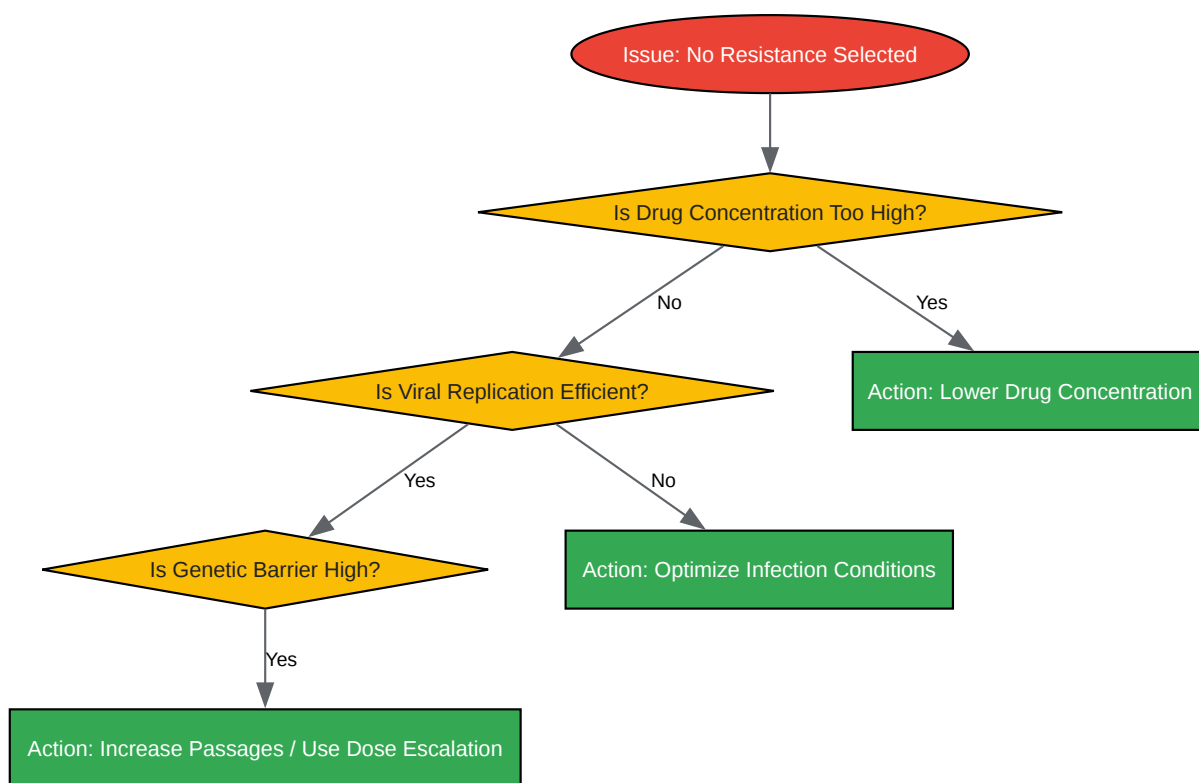 Issue: No Resistance Selected
Is Drug Concentration Too High?
No
Yes
Is Viral Replication Efficient?
Action: Lower Drug Concentration
Yes
No
Is Genetic Barrier High?
Action: Optimize Infection Conditions
Yes
Action: Increase Passages / Use Dose Escalation